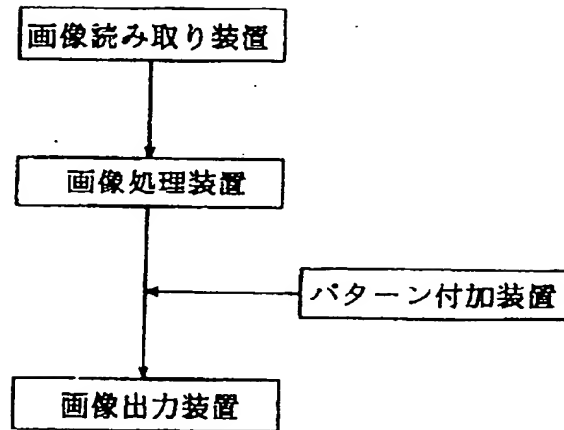 画像読み取り装置
画像処理装置
パターン付加装置
画像出力装置